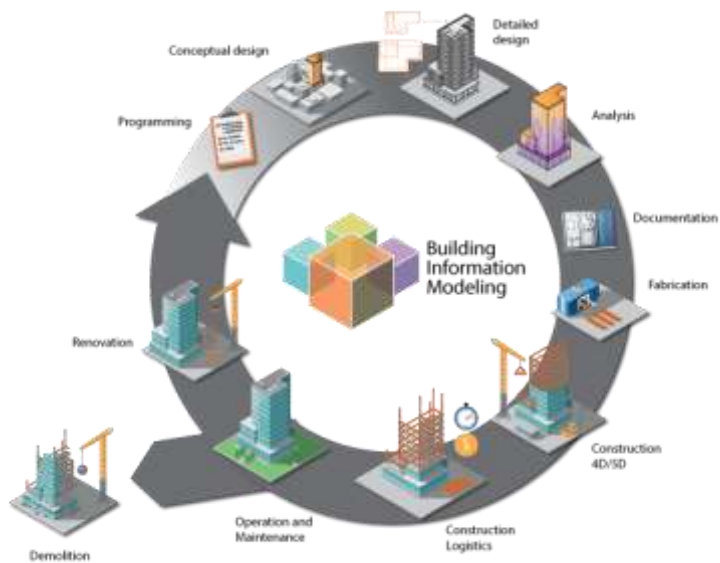 Detailed
design
Conceptual design
Programming
Analysis
Documentation
Building
Information
Modeling
Fabrication
Renovation
Construction
4D/5D
Operation and
Maintenance
Construction
Logistics
Demolition